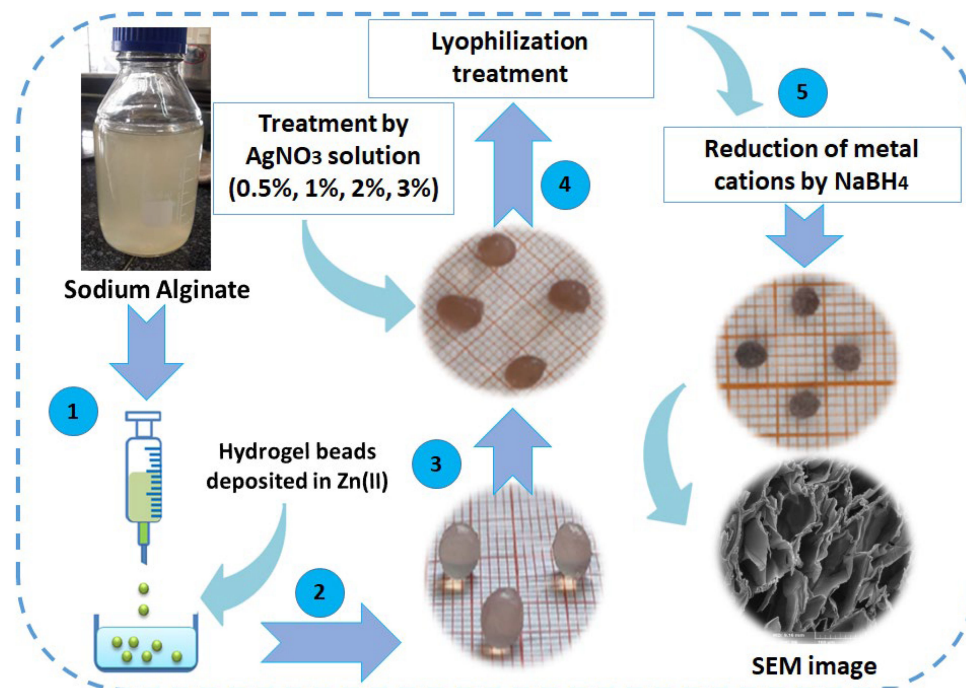 Sodium Alginate
1
Hydrogel beads
deposited in Zn(II)
2
3
Treatment by
AgNO3 solution
(0.5%, 1%, 2%, 3%)
4
Lyophilization
treatment
5
Reduction of metal
cations by NaBH4
SEM image